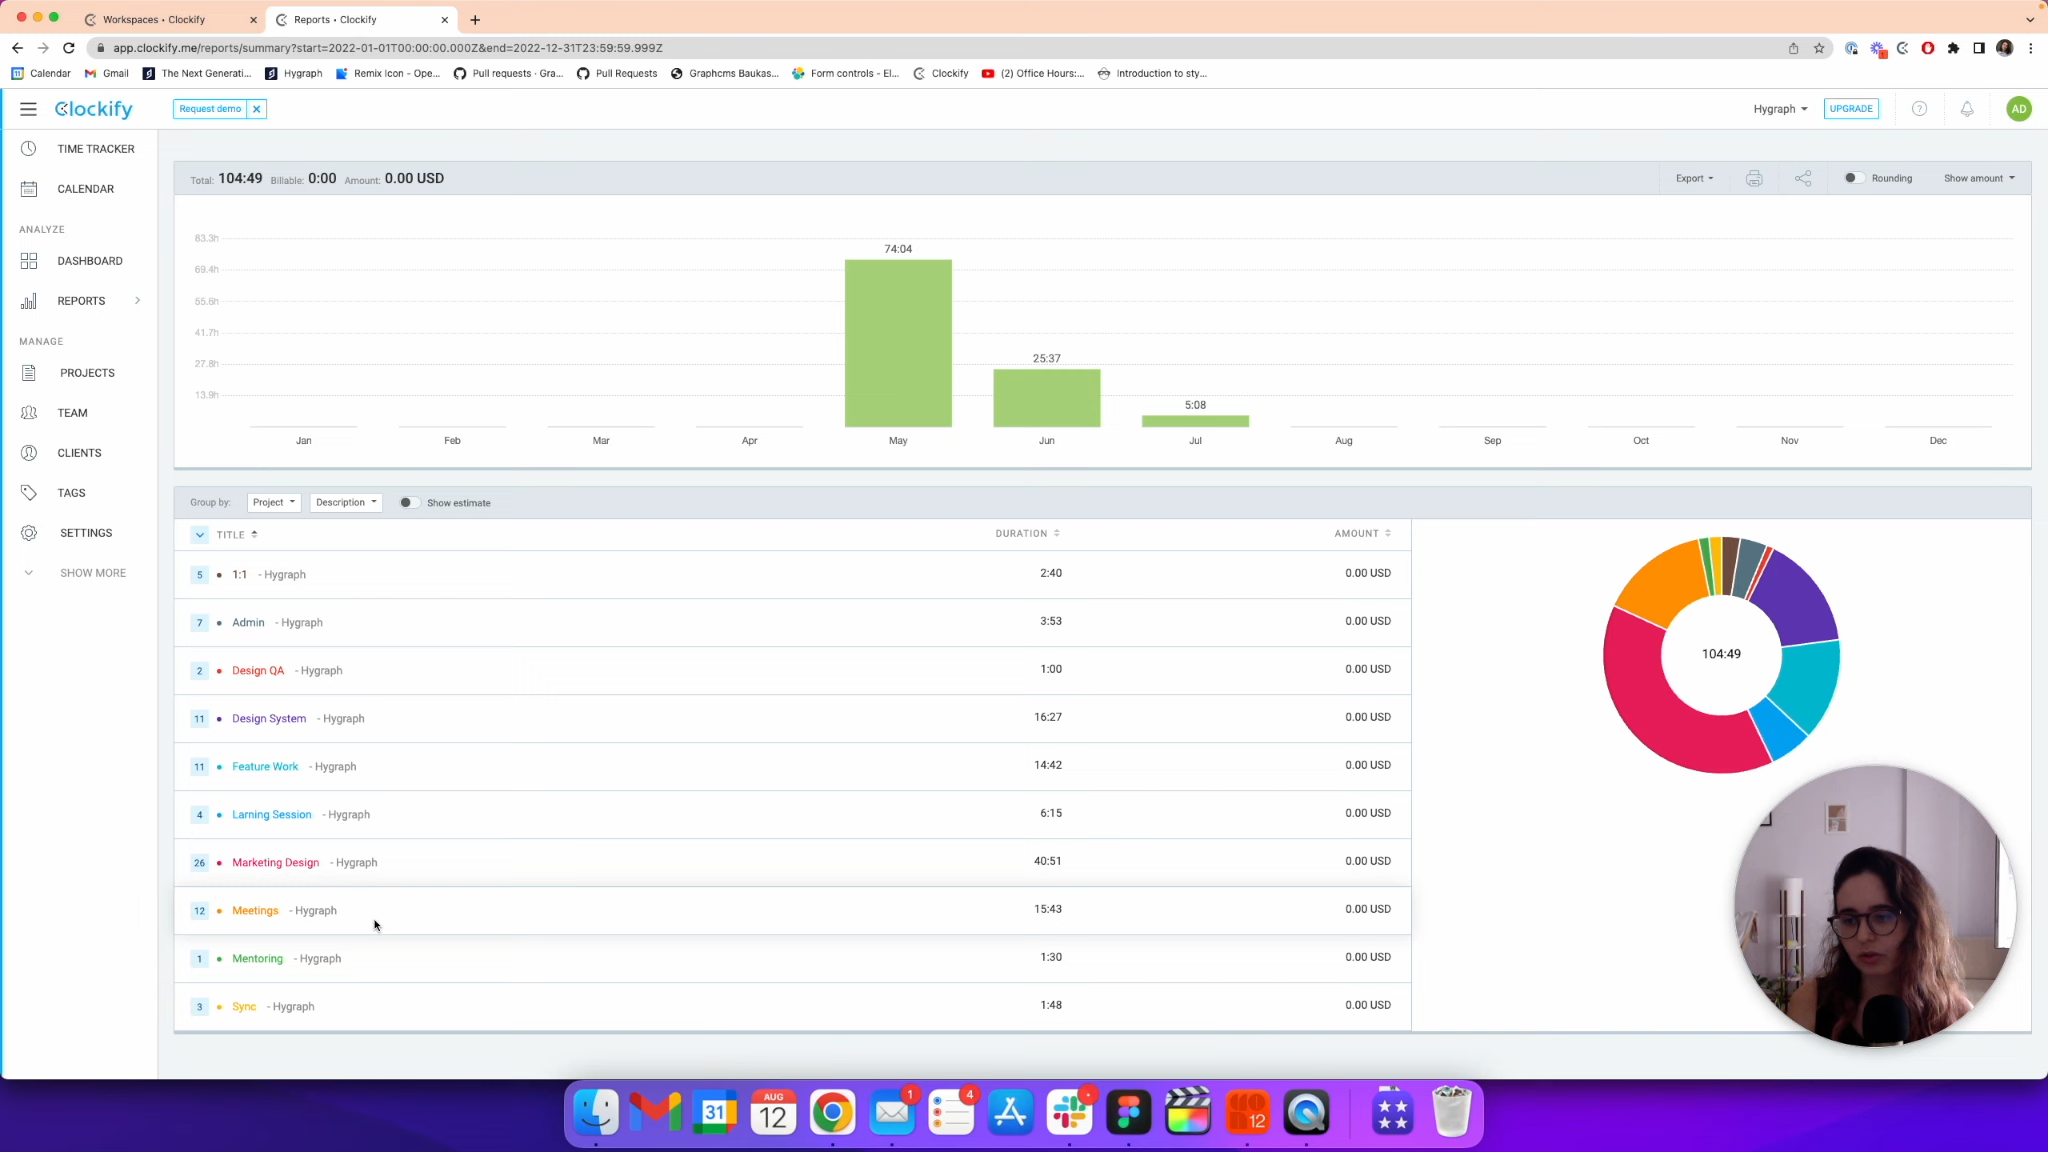 Workspaces • Clockify
Reports • Clockify
app.clockify.me/reports/summary?start=2022-01-01T00:00:00.000Z&end=2022-12-31T23:59:59.999Z
Calendar
Gmail
The Next Generati...
Hygraph
Remix Icon - Ope...
Pull requests · Gra...
Pull Requests
Graphcms Baukas...
Form controls - El...
Clockify
(2) Office Hours:...
Introduction to sty...
Clockify
Request demo
Hygraph
UPGRADE
AD
TIME TRACKER
CALENDAR
ANALYZE
DASHBOARD
REPORTS
MANAGE
PROJECTS
TEAM
CLIENTS
TAGS
SETTINGS
SHOW MORE
Total: 104:49 Billable: 0:00 Amount: 0.00 USD
Export
Rounding
Show amount
83.3h
69.4h
55.6h
41.7h
27.8h
13.9h
74:04
25:37
5:08
Jan Feb Mar Apr May Jun Jul Aug Sep Oct Nov Dec
Group by: Project Description Show estimate
TITLE DURATION AMOUNT
5 • 1:1 - Hygraph 2:40 0.00 USD
7 • Admin - Hygraph 3:53 0.00 USD
2 • Design QA - Hygraph 1:00 0.00 USD
11 • Design System - Hygraph 16:27 0.00 USD
11 • Feature Work - Hygraph 14:42 0.00 USD
4 • Larning Session - Hygraph 6:15 0.00 USD
26 • Marketing Design - Hygraph 40:51 0.00 USD
12 • Meetings - Hygraph 15:43 0.00 USD
1 • Mentoring - Hygraph 1:30 0.00 USD
3 • Sync - Hygraph 1:48 0.00 USD
104:49
31
AUG
12
1
4
12